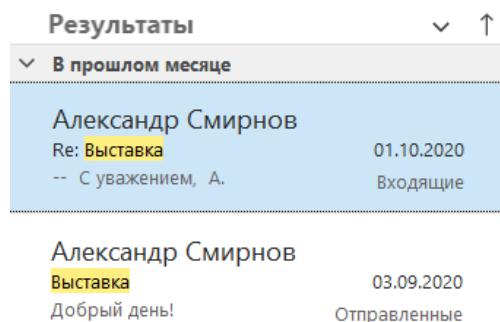 Результаты
В прошлом месяце
Александр Смирнов
Re: Выставка 01.10.2020
-- С уважением, А. Входящие
Александр Смирнов
Выставка 03.09.2020
Добрый день! Отправленные